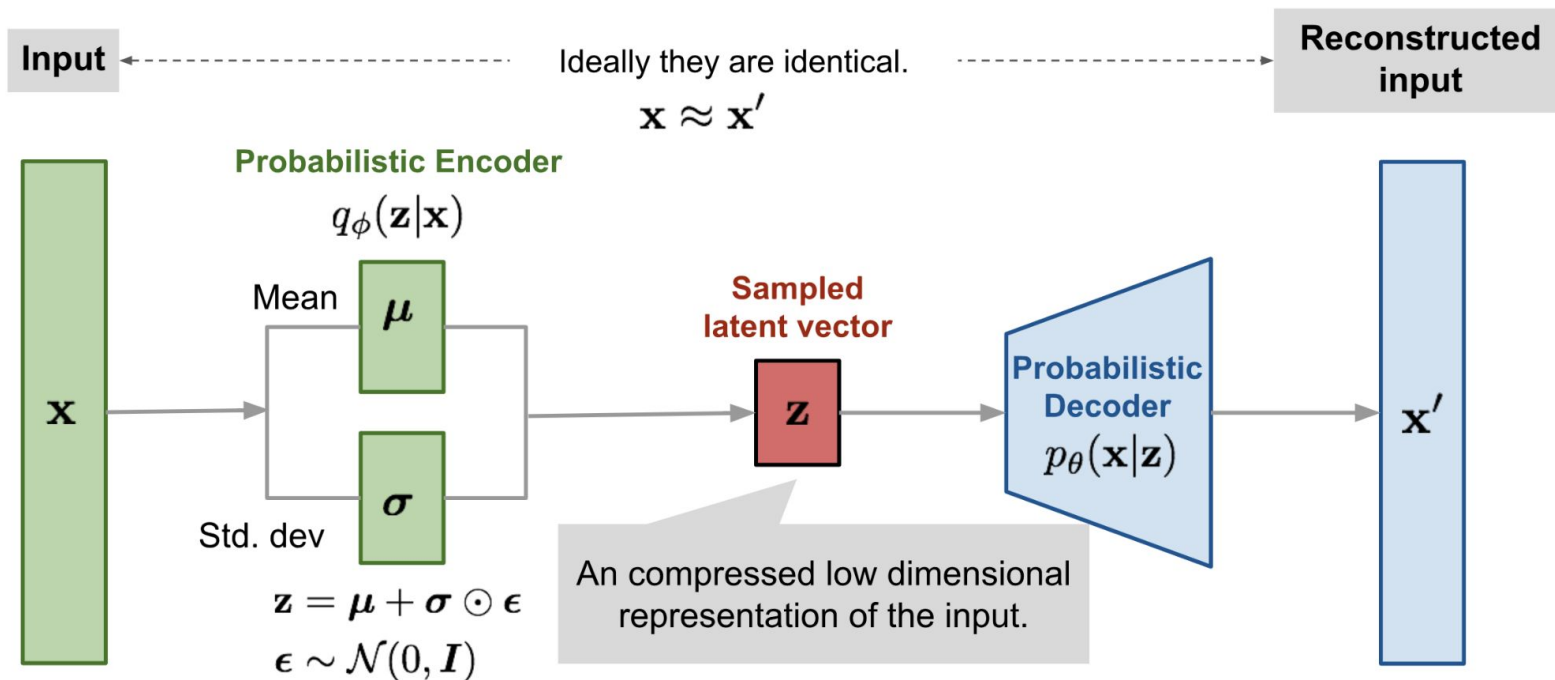 Input
Ideally they are identical.
x ≈ x′
Reconstructed
input
Probabilistic Encoder
qϕ(z|x)
Mean
μ
Sampled
latent vector
x
z
Probabilistic
Decoder
pθ(x|z)
x′
σ
Std. dev
z = μ + σ ⊙ ϵ
ϵ ∼ 𝒩(0, I)
An compressed low dimensional
representation of the input.